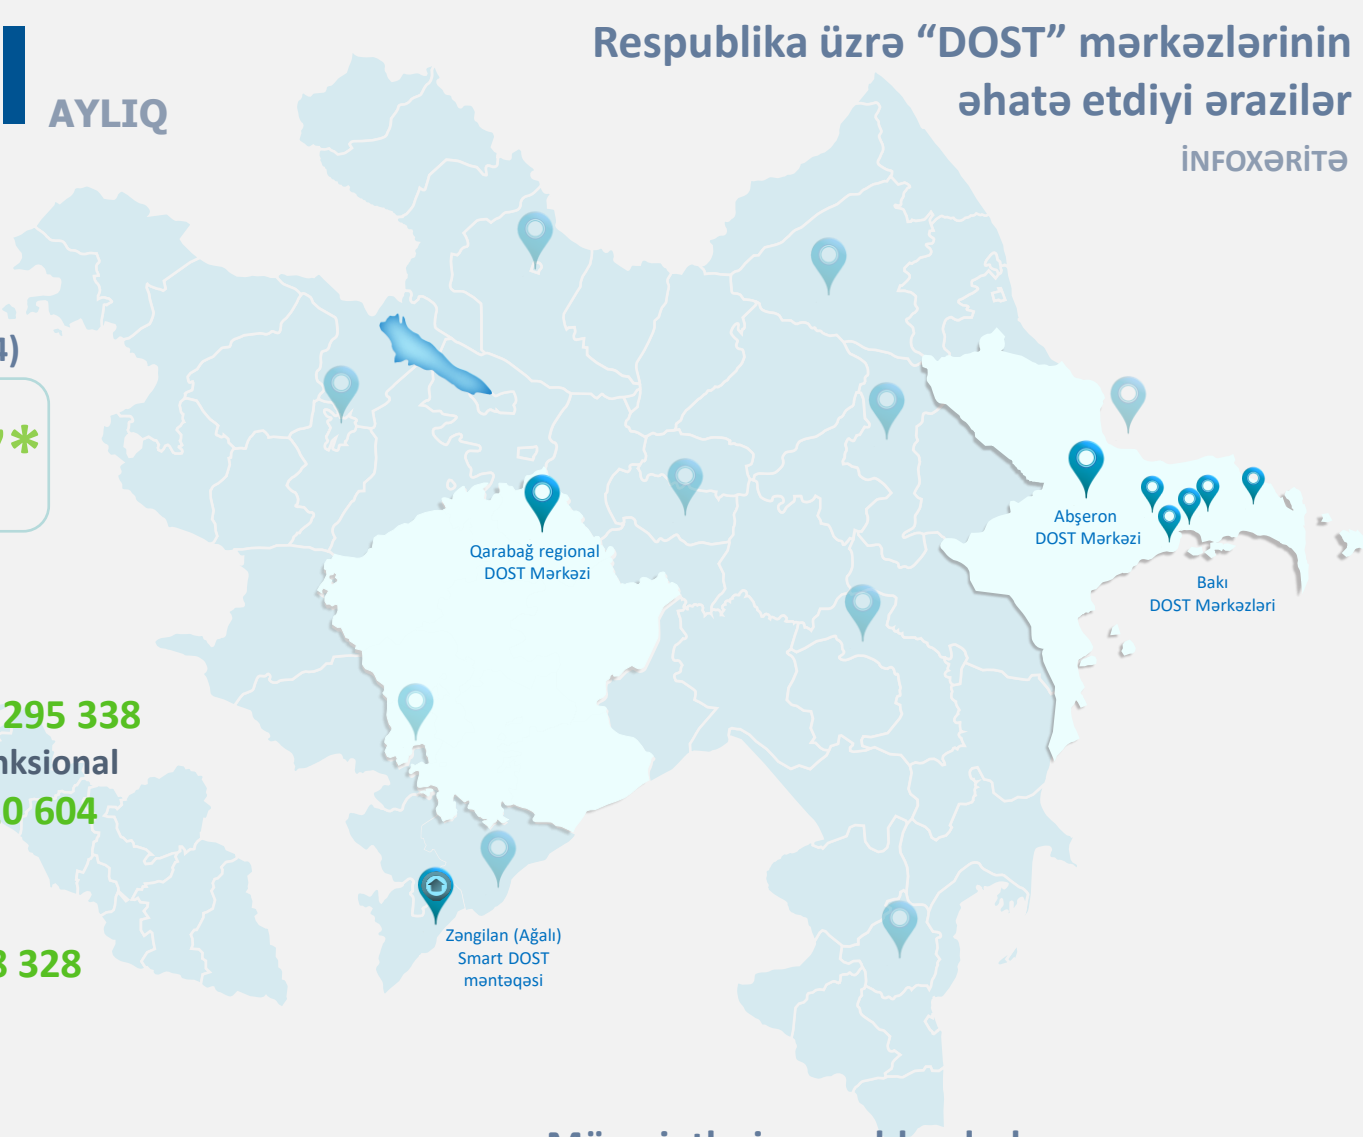 Respublika üzrə “DOST” mərkəzlərinin
əhatə etdiyi ərazilər
İNFOXƏRİTƏ
AYLIQ
Qarabağ regional
DOST Mərkəzi
Abşeron
DOST Mərkəzi
Bakı
DOST Mərkəzləri
295 338
0 604
328
Zəngilan (Ağalı)
Smart DOST
məntəqəsi